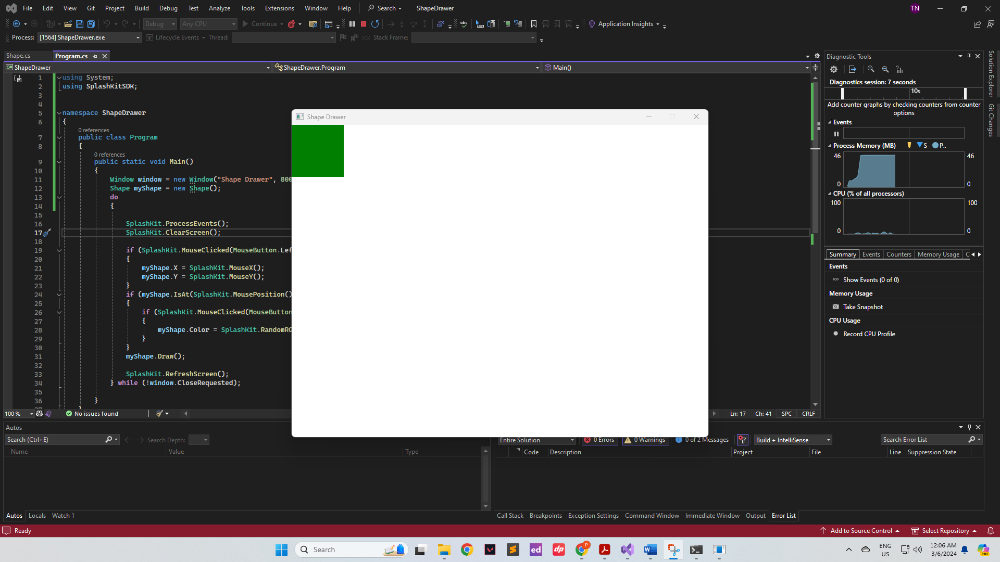 File Edit View Git Project Build Debug Test Analyze Tools Extensions Window Help Search ShapeDrawer TN
Debug Any CPU Continue Application Insights
Process: [1564] ShapeDrawer.exe Lifecycle Events Thread: Stack Frame:
Shape.cs Program.cs
ShapeDrawer ShapeDrawer.Program Main()
1 using System;
2 using SplashKitSDK;
3
4
5 namespace ShapeDrawer
6 {
0 references
7 public class Program
8 {
0 references
9 public static void Main()
10 {
11 Window window = new Window("Shape Drawer", 800
12 Shape myShape = new Shape();
13 do
14 {
15
16 SplashKit.ProcessEvents();
17 SplashKit.ClearScreen();
18
19 if (SplashKit.MouseClicked(MouseButton.Lef
20 {
21 myShape.X = SplashKit.MouseX();
22 myShape.Y = SplashKit.MouseY();
23 }
24 if (myShape.IsAt(SplashKit.MousePosition()
25 {
26 if (SplashKit.MouseClicked(MouseButton
27 {
28 myShape.Color = SplashKit.RandomRG
29 }
30 }
31 myShape.Draw();
32
33 SplashKit.RefreshScreen();
34 } while (!window.CloseRequested);
35
36 }
100 % No issues found Ln: 17 Ch: 41 SPC CRLF
Shape Drawer
Diagnostic Tools
Diagnostics session: 7 seconds
10s
Add counter graphs by checking counters from counter
options
Events
Process Memory (MB) S P..
46 46
0 0
CPU (% of all processors)
100 100
0 0
Summary Events Counters Memory Usage C
Events
Show Events (0 of 0)
Memory Usage
Take Snapshot
CPU Usage
Record CPU Profile
Solution Explorer
Git Changes
Autos
Search (Ctrl+E) Search Depth:
Name Value Type
Autos Locals Watch 1
Entire Solution 0 Errors 0 Warnings 0 of 2 Messages Build + IntelliSense Search Error List
Code Description Project File Line Suppression State
Call Stack Breakpoints Exception Settings Command Window Immediate Window Output Error List
Ready Add to Source Control Select Repository
Search ed dp P
ENG
US
12:06 AM
3/6/2024
PRE